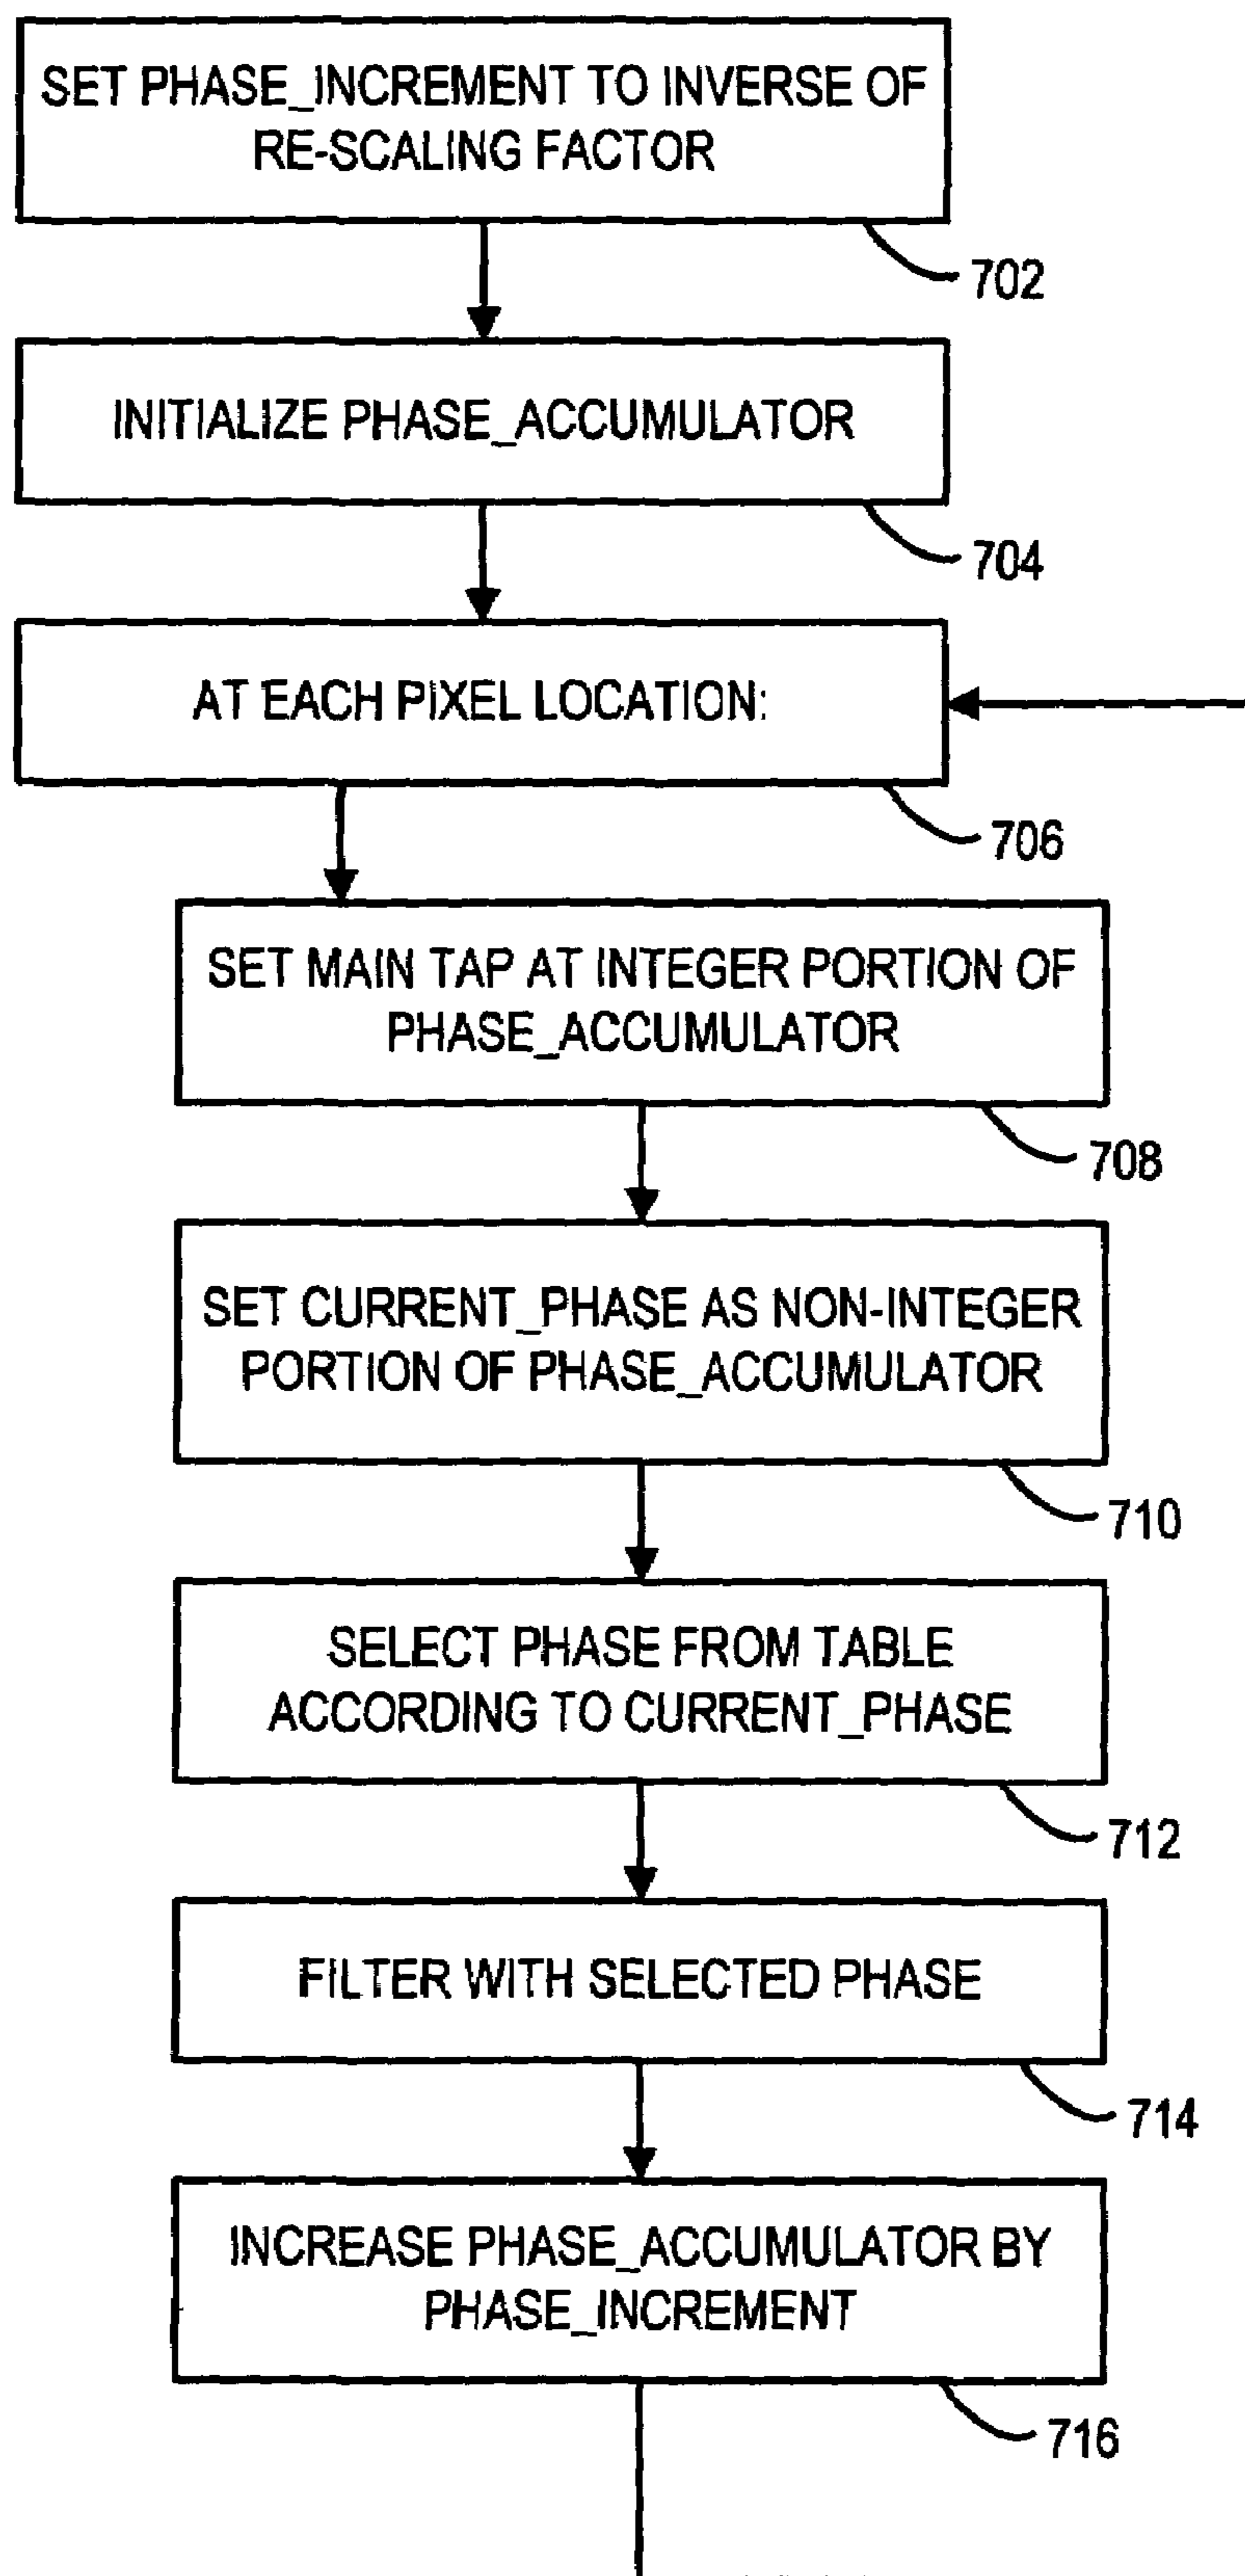 SET PHASE_INCREMENT TO INVERSE OF
RE-SCALING FACTOR
702
INITIALIZE PHASE_ACCUMULATOR
704
AT EACH PIXEL LOCATION:
706
SET MAIN TAP AT INTEGER PORTION OF
PHASE_ACCUMULATOR
708
SET CURRENT_PHASE AS NON-INTEGER
PORTION OF PHASE_ACCUMULATOR
710
SELECT PHASE FROM TABLE
ACCORDING TO CURRENT_PHASE
712
FILTER WITH SELECTED PHASE
714
INCREASE PHASE_ACCUMULATOR BY
PHASE_INCREMENT
716